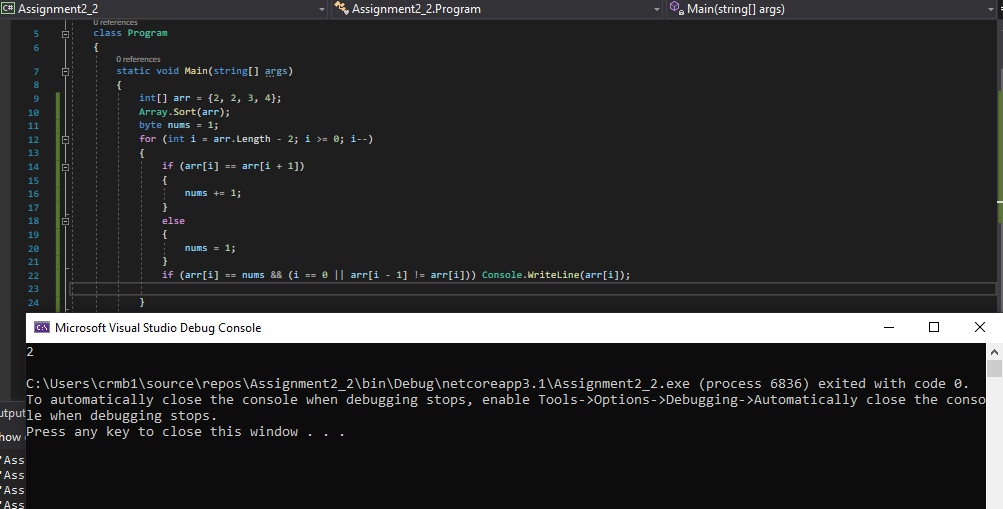 C# Assignment2_2 Assignment2_2.Program Main(string[] args)
0 references
5 class Program
6 {
0 references
7 static void Main(string[] args)
8 {
9 int[] arr = {2, 2, 3, 4};
10 Array.Sort(arr);
11 byte nums = 1;
12 for (int i = arr.Length - 2; i >= 0; i--)
13 {
14 if (arr[i] == arr[i + 1])
15 {
16 nums += 1;
17 }
18 else
19 {
20 nums = 1;
21 }
22 if (arr[i] == nums && (i == 0 || arr[i - 1] != arr[i])) Console.WriteLine(arr[i]);
23
24 }
C:\ Microsoft Visual Studio Debug Console
2
C:\Users\crmb1\source\repos\Assignment2_2\bin\Debug\netcoreapp3.1\Assignment2_2.exe (process 6836) exited with code 0.
To automatically close the console when debugging stops, enable Tools->Options->Debugging->Automatically close the conso
le when debugging stops.
Press any key to close this window . . .
utput
how
'Ass
'Ass
'Ass
'Ass